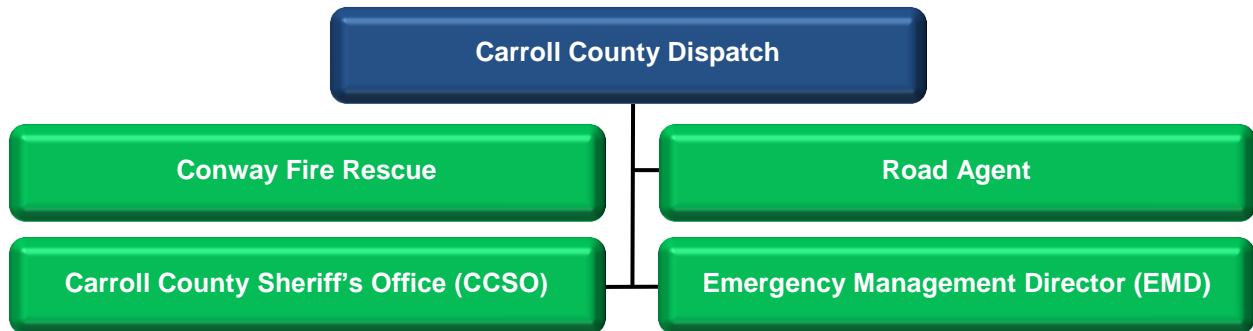 Carroll County Dispatch
Conway Fire Rescue
Road Agent
Carroll County Sheriff's Office (CCSO)
Emergency Management Director (EMD)